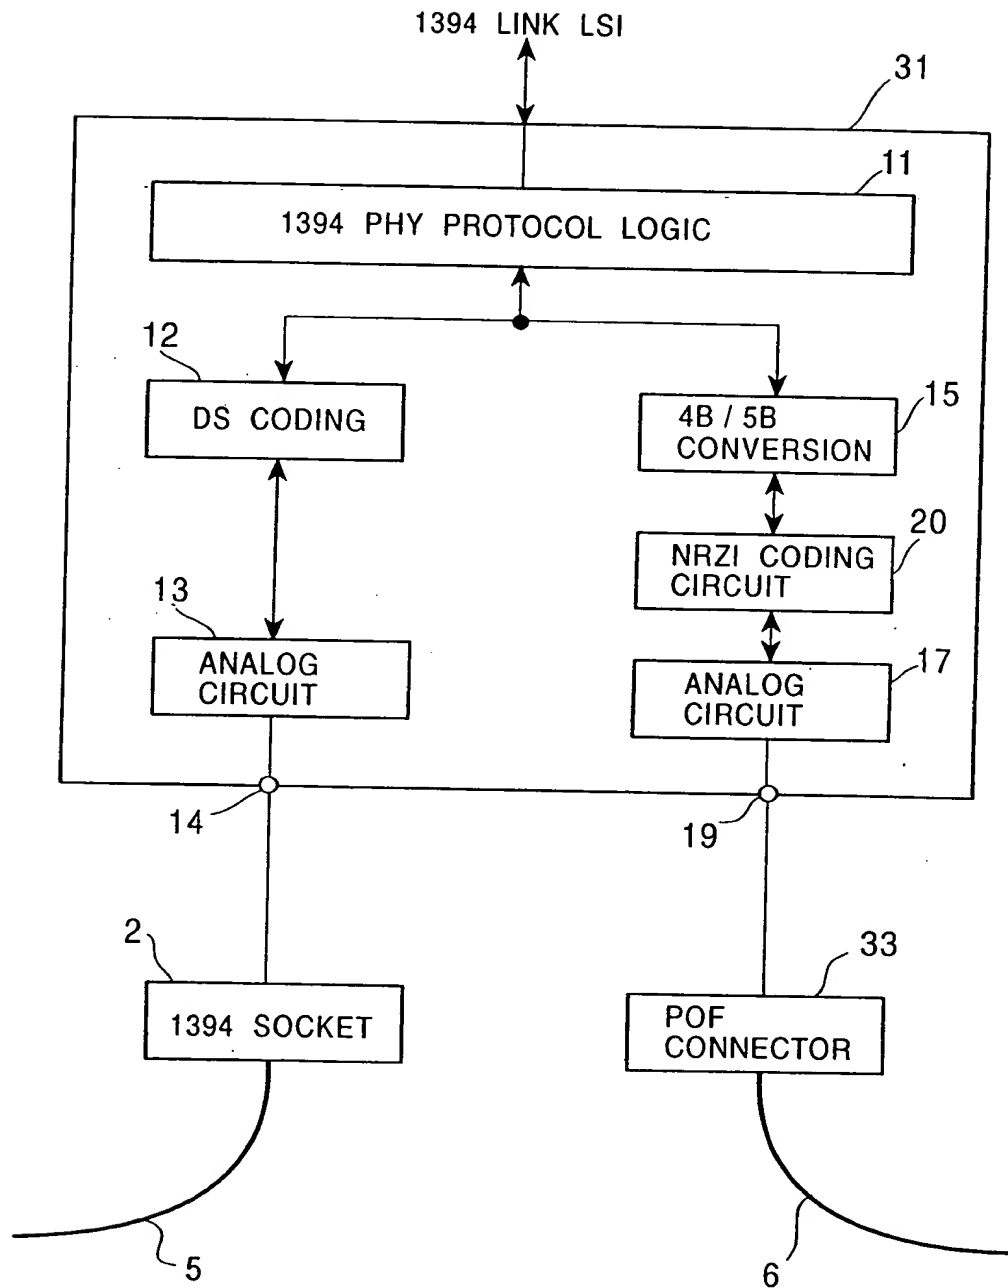 1394 LINK LSI
31
11
1394 PHY PROTOCOL LOGIC
12
DS CODING
15
4B / 5B
CONVERSION
20
NRZI CODING
CIRCUIT
13
ANALOG
CIRCUIT
17
ANALOG
CIRCUIT
14
19
2
1394 SOCKET
33
POF
CONNECTOR
5
6